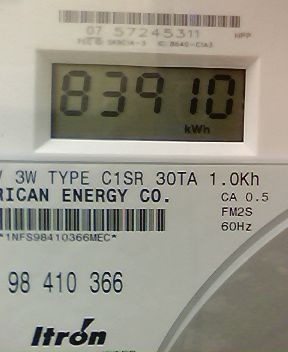 07 57245311
83910
kWh
3W TYPE C1SR 30TA 1.0Kh
RICAN ENERGY CO.
CA 0.5
FM2S
60Hz
*1NFS98410366MEC*
98 410 366
Itrón